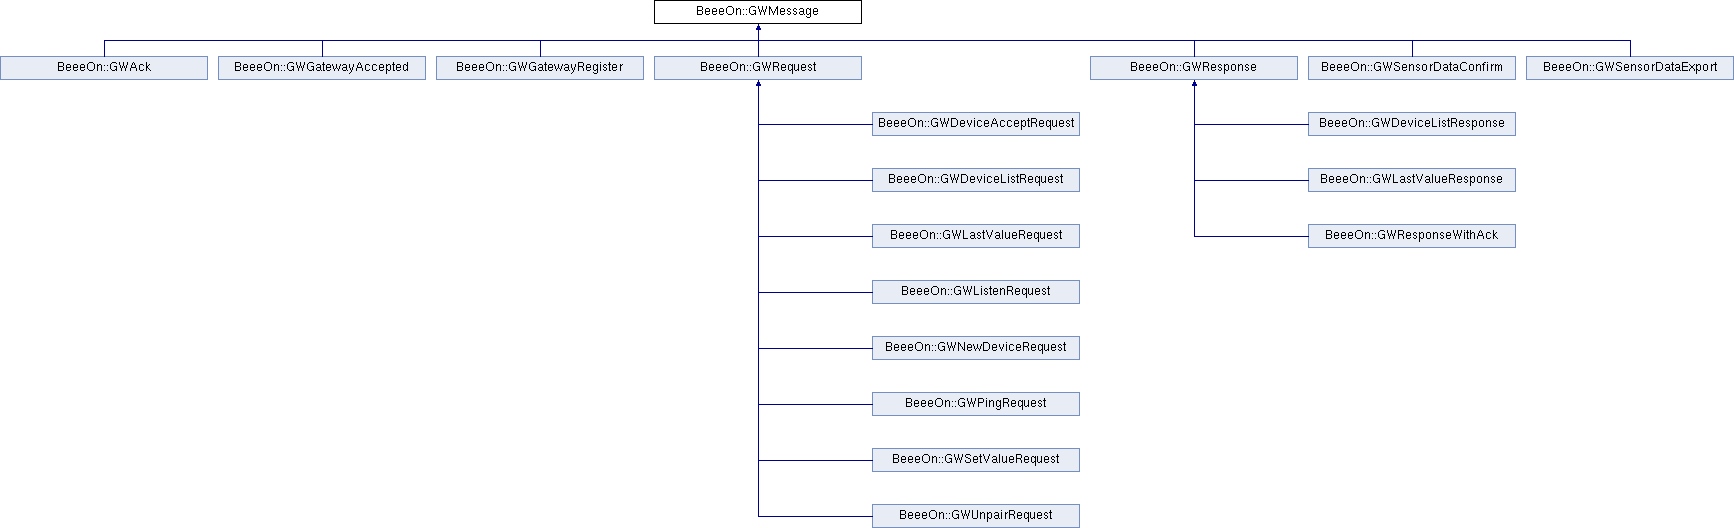 BeeeOn::GWMessage
BeeeOn::GWAck
BeeeOn::GWGatewayAccepted
BeeeOn::GWGatewayRegister
BeeeOn::GWRequest
BeeeOn::GWResponse
BeeeOn::GWSensorDataConfirm
BeeeOn::GWSensorDataExport
BeeeOn::GWDeviceAcceptRequest
BeeeOn::GWDeviceListResponse
BeeeOn::GWDeviceListRequest
BeeeOn::GWLastValueResponse
BeeeOn::GWLastValueRequest
BeeeOn::GWResponseWithAck
BeeeOn::GWListenRequest
BeeeOn::GWNewDeviceRequest
BeeeOn::GWPingRequest
BeeeOn::GWSetValueRequest
BeeeOn::GWUnpairRequest